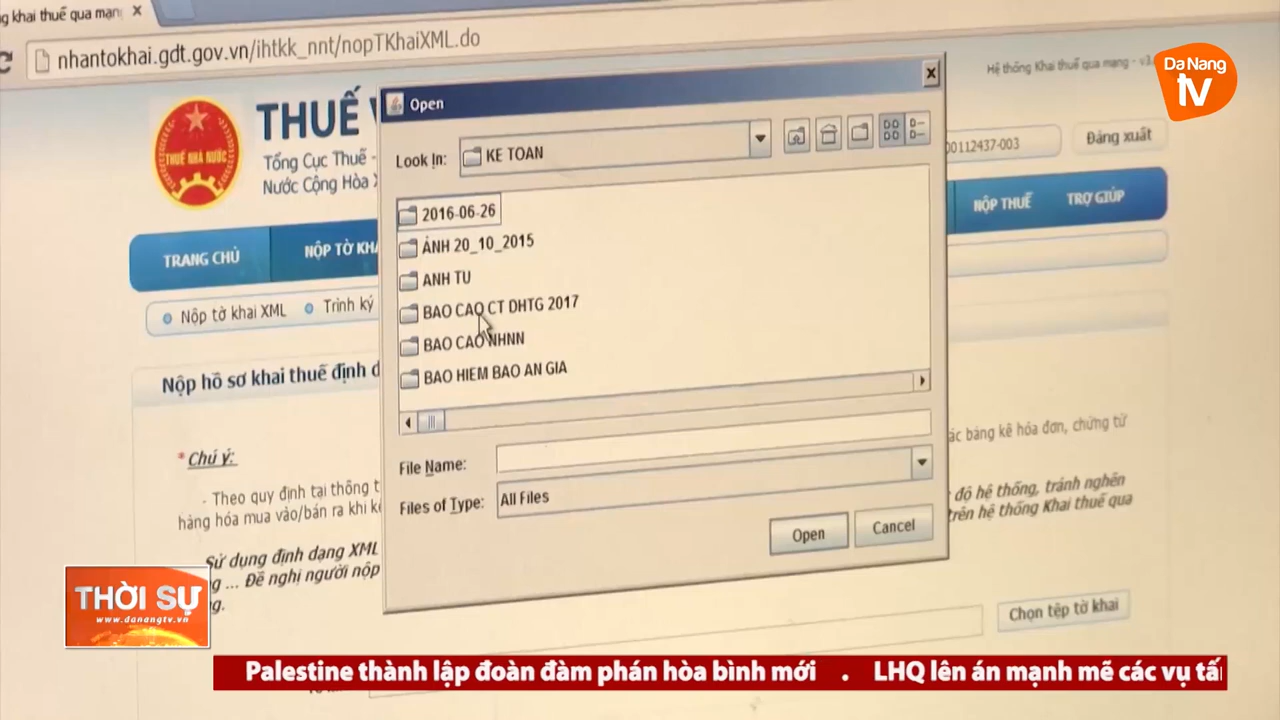 khai thuế qua mạng
nhantokhai.gdt.gov.vn/ihtkk_nnt/nopTKhaiXML.do
Hệ thống Khai thuế qua mạng
Da Nang
tv
THUẾ NHÀ NƯỚC
THUẾ
Tổng Cục Thuế -
Nước Cộng Hòa
Đăng xuất
TRANG CHỦ
NỘP TỜ
NỘP THUẾ
TRỢ GIÚP
Nộp tờ khai XML
Trình ký
Nộp hồ sơ khai thuế định
Open
Look In:
KE TOAN
2016-06-26
ẢNH 20_10_2015
ANH TU
BAO CAO CT DHTG 2017
BAO CAO NHNN
BAO HIEM BAO AN GIA
File Name:
Files of Type:
All Files
Open
Cancel
* Chú ý:
. Theo quy định tại thông
bảng kê hóa đơn, chứng từ
hàng hóa mua vào/bán ra khi
Sử dụng định dạng XML
độ hệ thống, tránh nghẽn
... Đề nghị người nộp
trên hệ thống Khai thuế qua
Chọn tệp tờ khai
THỜI SỰ
www.danangtv.vn
Palestine thành lập đoàn đàm phán hòa bình mới . LHQ lên án mạnh mẽ các vụ tấ